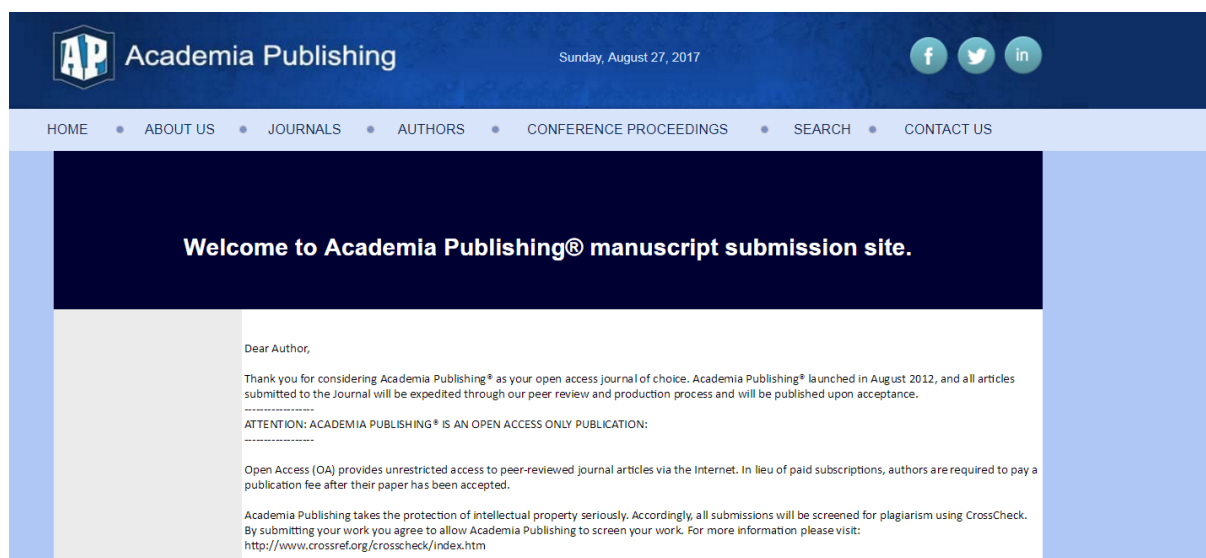 AP Academia Publishing
Sunday, August 27, 2017
f in
HOME ABOUT US JOURNALS AUTHORS CONFERENCE PROCEEDINGS SEARCH CONTACT US
Welcome to Academia Publishing® manuscript submission site.
Dear Author,
Thank you for considering Academia Publishing® as your open access journal of choice. Academia Publishing® launched in August 2012, and all articles
submitted to the Journal will be expedited through our peer review and production process and will be published upon acceptance.
------------------
ATTENTION: ACADEMIA PUBLISHING® IS AN OPEN ACCESS ONLY PUBLICATION:
------------------
Open Access (OA) provides unrestricted access to peer-reviewed journal articles via the Internet. In lieu of paid subscriptions, authors are required to pay a
publication fee after their paper has been accepted.
Academia Publishing takes the protection of intellectual property seriously. Accordingly, all submissions will be screened for plagiarism using CrossCheck.
By submitting your work you agree to allow Academia Publishing to screen your work. For more information please visit:
http://www.crossref.org/crosscheck/index.htm